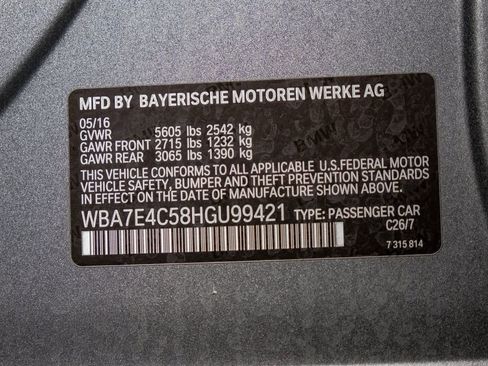 MFD BY BAYERISCHE MOTOREN WERKE AG
05/16
GVWR 5605 lbs 2542 kg
GAWR FRONT 2715 lbs 1232 kg
GAWR REAR 3065 lbs 1390 kg
THIS VEHICLE CONFORMS TO ALL APPLICABLE U.S.FEDERAL MOTOR
VEHICLE SAFETY, BUMPER AND THEFT PREVENTION STANDARDS
IN EFFECT ON THE DATE OF MANUFACTURE SHOWN ABOVE.
WBA7E4C58HGU99421 TYPE: PASSENGER CAR
C26/7
7 315 814